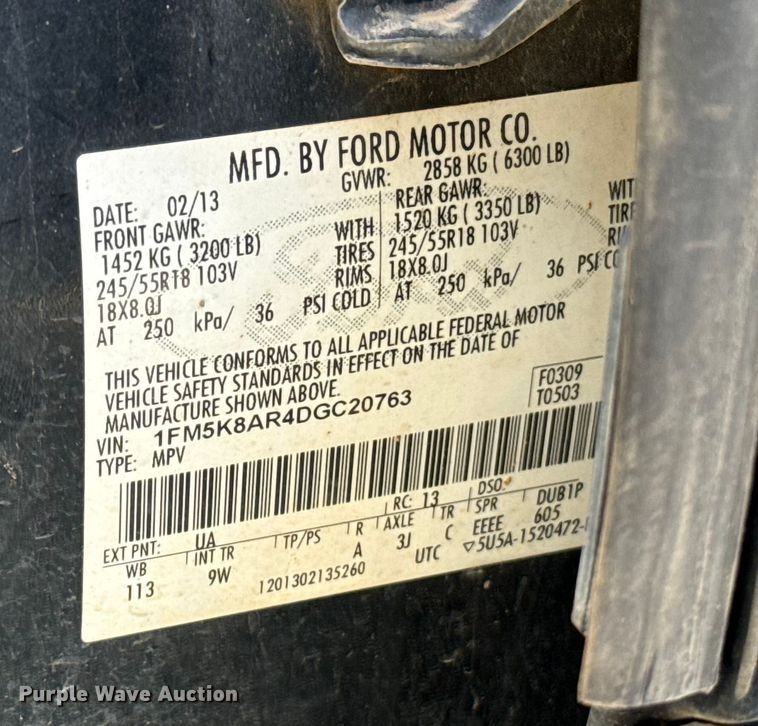 MFD. BY FORD MOTOR CO.
DATE: 02/13 GVWR: 2858 KG ( 6300 LB)
FRONT GAWR: REAR GAWR:
1452 KG ( 3200 LB) WITH 1520 KG ( 3350 LB) WIT
245/55R18 103V TIRES 245/55R18 103V TIR
18X8.0J RIMS 18X8.0J
AT 250 kPa/ 36 PSI COLD AT 250 kPa/ 36 PSI CO
THIS VEHICLE CONFORMS TO ALL APPLICABLE FEDERAL MOTOR
VEHICLE SAFETY STANDARDS IN EFFECT ON THE DATE OF
MANUFACTURE SHOWN ABOVE.
F0309
T0503
VIN: 1FM5K8AR4DGC20763
TYPE: MPV
EXT PNT: UA RC: 13 DSO:
WB INT TR TP/PS R AXLE TR SPR DUB1P
113 9W A 3J C EEEE 605
1201302135260 UTC ▽5U5A-1520472-
Purple Wave Auction